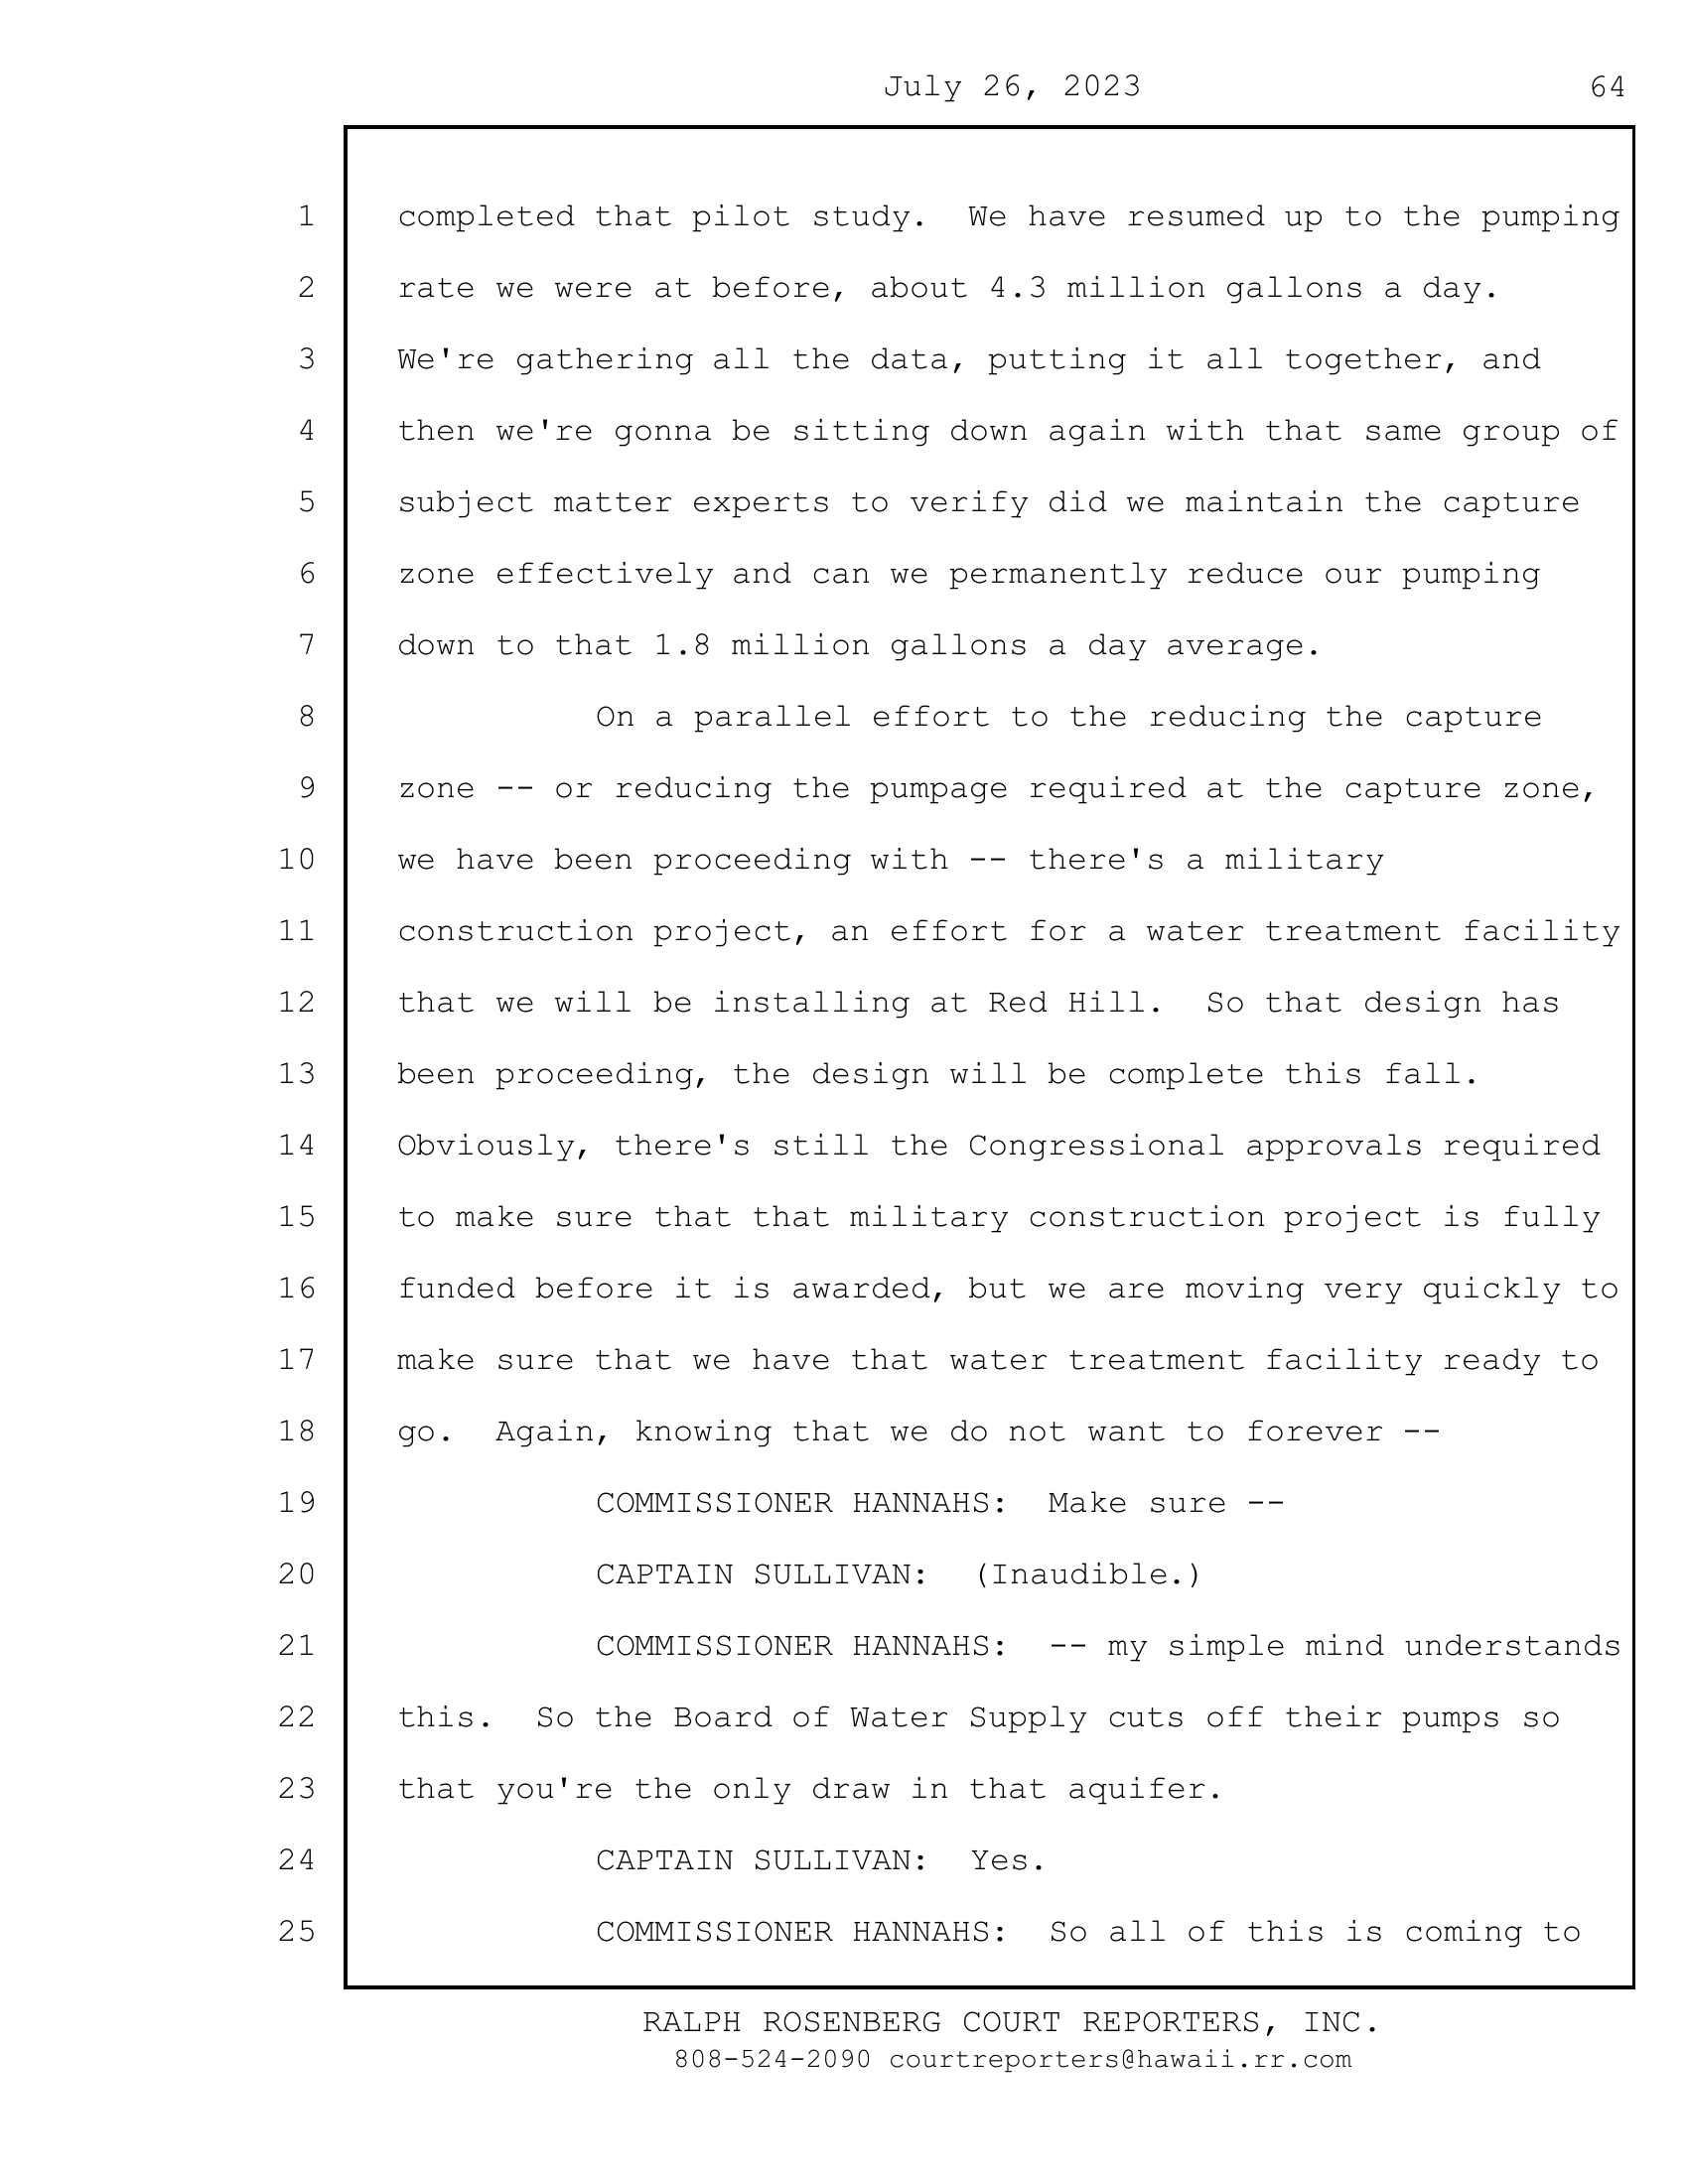 July 26, 2023 64
1 completed that pilot study. We have resumed up to the pumping
2 rate we were at before, about 4.3 million gallons a day.
3 We're gathering all the data, putting it all together, and
4 then we're gonna be sitting down again with that same group of
5 subject matter experts to verify did we maintain the capture
6 zone effectively and can we permanently reduce our pumping
7 down to that 1.8 million gallons a day average.
8 On a parallel effort to the reducing the capture
9 zone -- or reducing the pumpage required at the capture zone,
10 we have been proceeding with -- there's a military
11 construction project, an effort for a water treatment facility
12 that we will be installing at Red Hill. So that design has
13 been proceeding, the design will be complete this fall.
14 Obviously, there's still the Congressional approvals required
15 to make sure that that military construction project is fully
16 funded before it is awarded, but we are moving very quickly to
17 make sure that we have that water treatment facility ready to
18 go. Again, knowing that we do not want to forever --
19 COMMISSIONER HANNAHS: Make sure --
20 CAPTAIN SULLIVAN: (Inaudible.)
21 COMMISSIONER HANNAHS: -- my simple mind understands
22 this. So the Board of Water Supply cuts off their pumps so
23 that you're the only draw in that aquifer.
24 CAPTAIN SULLIVAN: Yes.
25 COMMISSIONER HANNAHS: So all of this is coming to
RALPH ROSENBERG COURT REPORTERS, INC.
808-524-2090 courtreporters@hawaii.rr.com